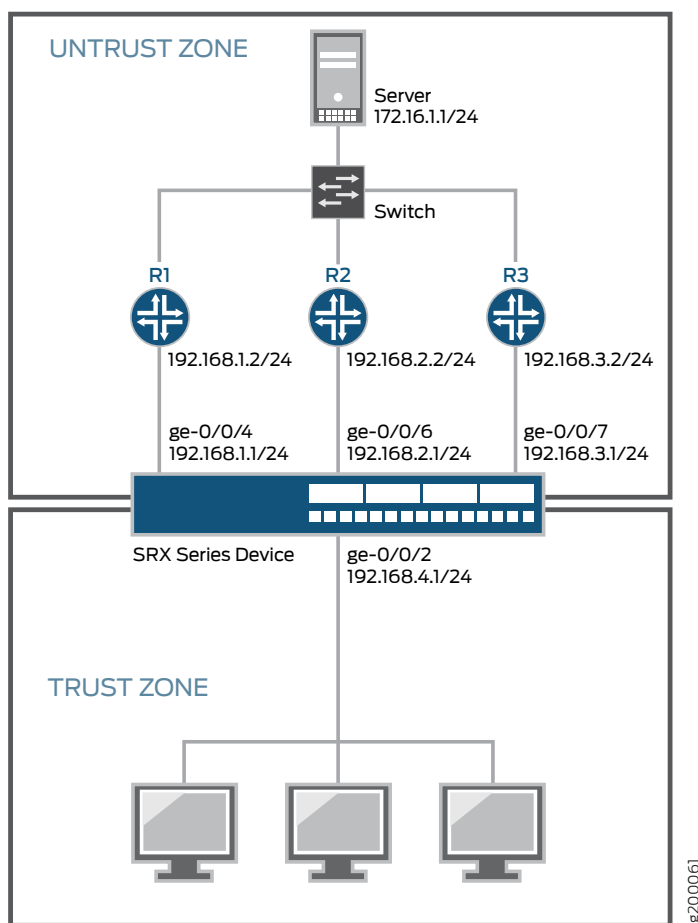 UNTRUST ZONE
Server
172.16.1.1/24
Switch
R1
R2
R3
192.168.1.2/24
192.168.2.2/24
192.168.3.2/24
ge-0/0/4
192.168.1.1/24
ge-0/0/6
192.168.2.1/24
ge-0/0/7
192.168.3.1/24
SRX Series Device
ge-0/0/2
192.168.4.1/24
TRUST ZONE
g200061